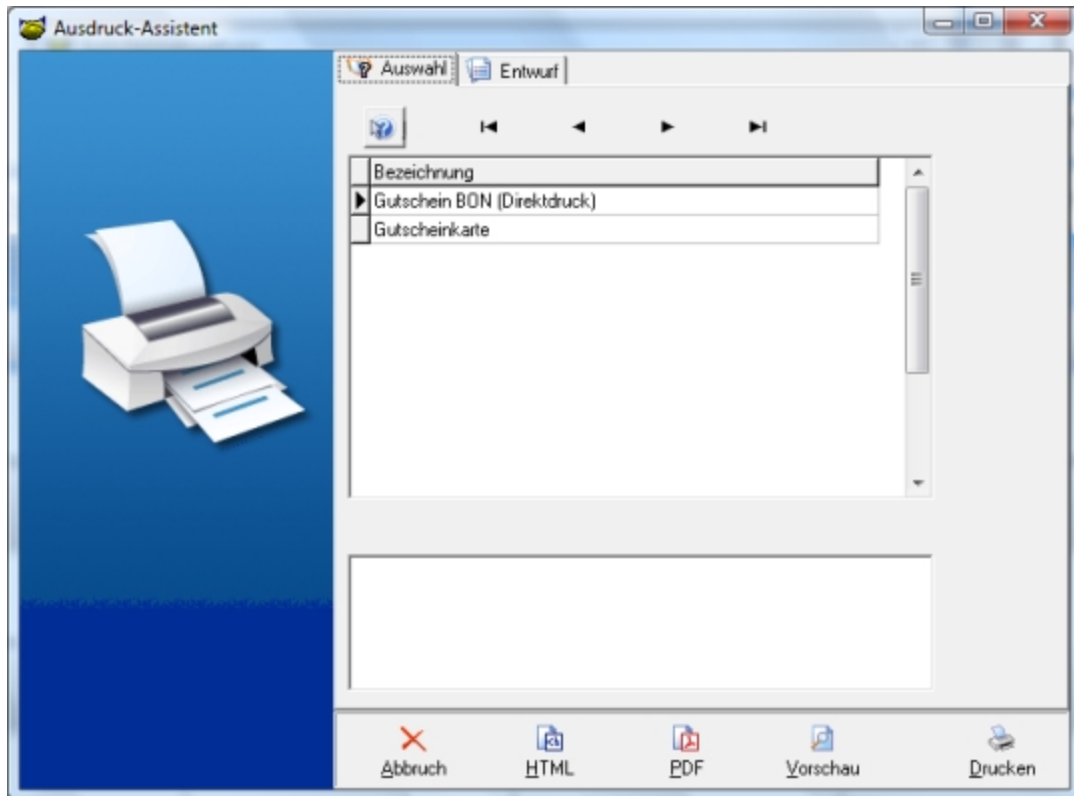 Ausdruck-Assistent
Auswahl Entwurf
Bezeichnung
Gutschein BON (Direktdruck)
Gutscheinkarte
Abbruch HTML PDF Vorschau Drucken